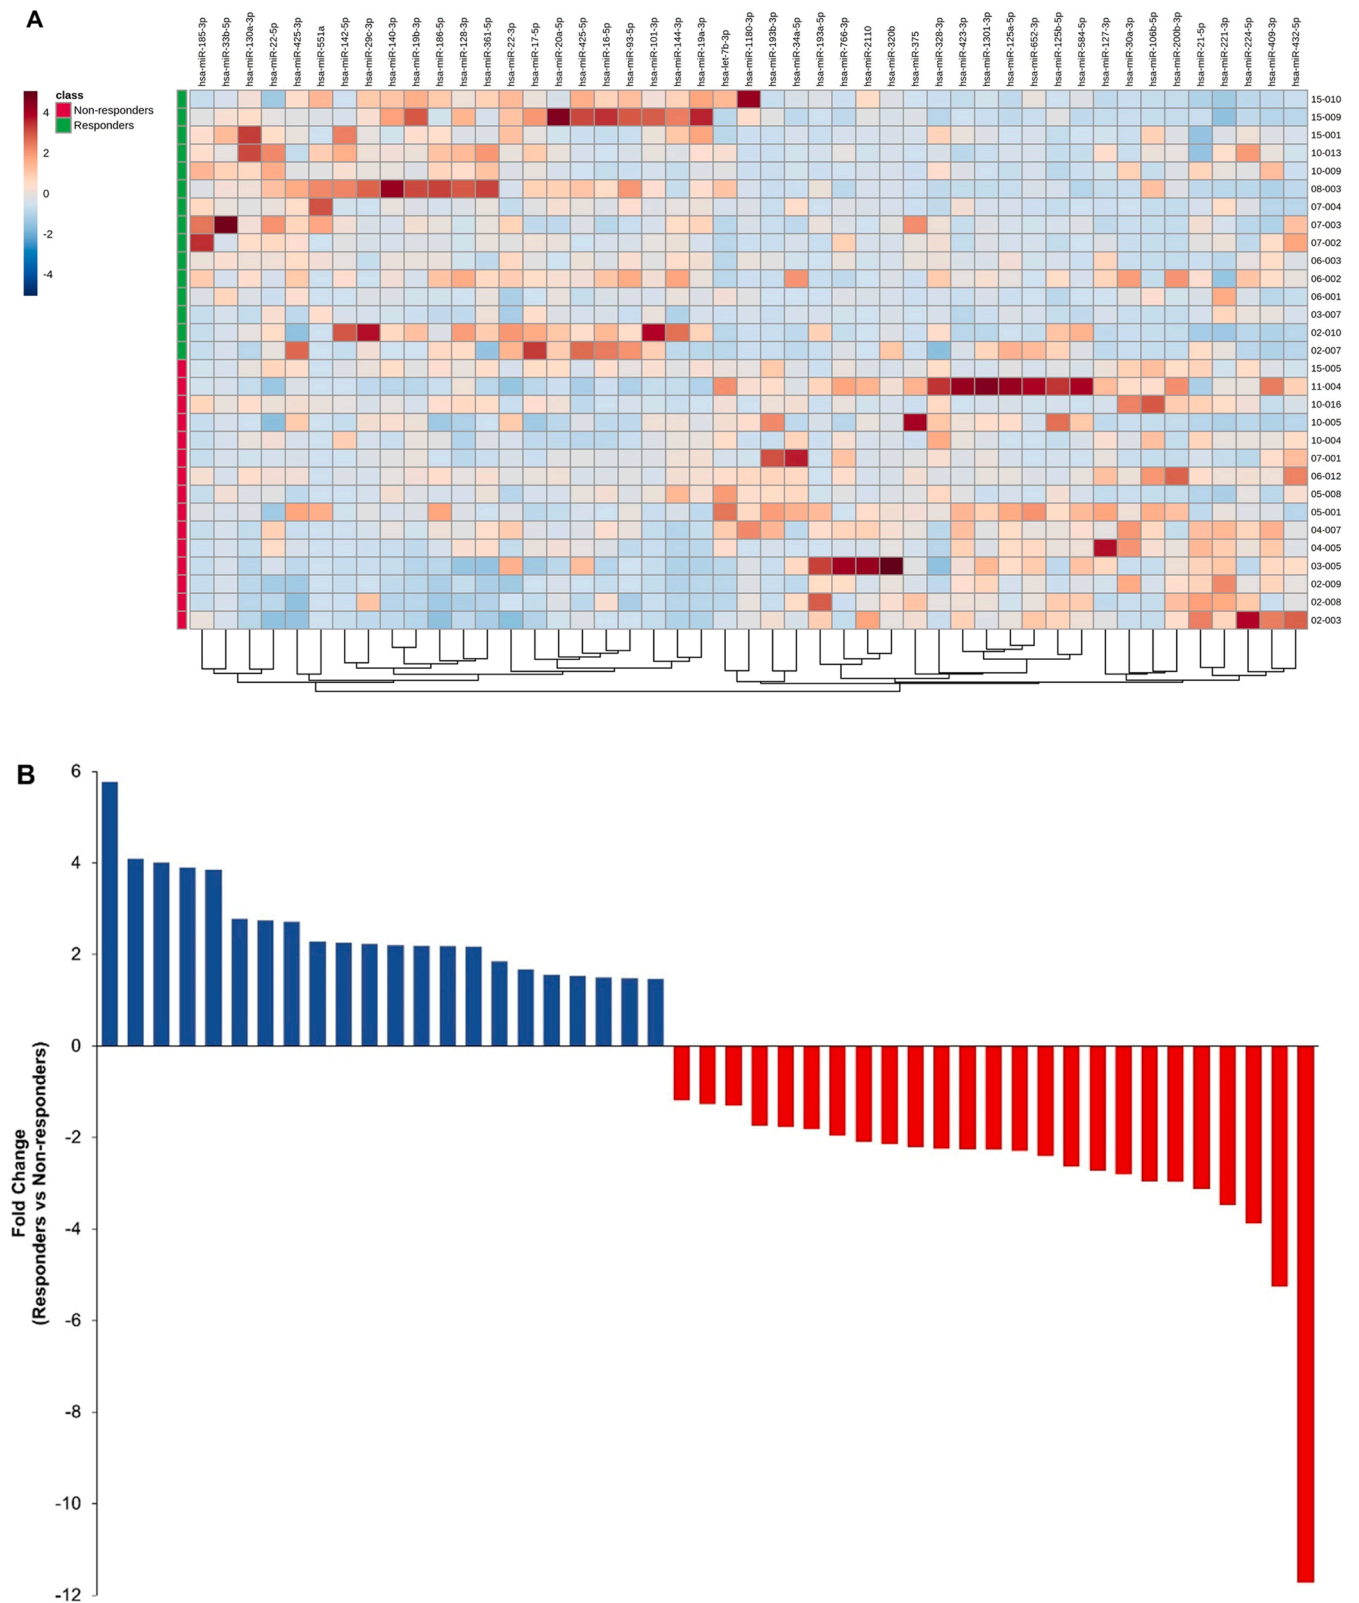 A
hsa-miR-185-3p
hsa-miR-33b-5p
hsa-miR-130a-3p
hsa-miR-22-5p
hsa-miR-425-3p
hsa-miR-551a
hsa-miR-142-5p
hsa-miR-29c-3p
hsa-miR-140-3p
hsa-miR-19b-3p
hsa-miR-186-5p
hsa-miR-128-3p
hsa-miR-361-5p
hsa-miR-22-3p
hsa-miR-17-5p
hsa-miR-20a-5p
hsa-miR-425-5p
hsa-miR-16-5p
hsa-miR-93-5p
hsa-miR-101-3p
hsa-miR-144-3p
hsa-miR-19a-3p
hsa-let-7b-3p
hsa-miR-1180-3p
hsa-miR-193b-3p
hsa-miR-34a-5p
hsa-miR-193a-5p
hsa-miR-766-3p
hsa-miR-2110
hsa-miR-320b
hsa-miR-375
hsa-miR-328-3p
hsa-miR-423-3p
hsa-miR-1301-3p
hsa-miR-125a-5p
hsa-miR-652-3p
hsa-miR-125b-5p
hsa-miR-584-5p
hsa-miR-127-3p
hsa-miR-30a-3p
hsa-miR-106b-5p
hsa-miR-200b-3p
hsa-miR-21-5p
hsa-miR-221-3p
hsa-miR-224-5p
hsa-miR-409-3p
hsa-miR-432-5p
class
Non-responders
Responders
4
2
0
-2
-4
15-010
15-009
15-001
10-013
10-009
08-003
07-004
07-003
07-002
06-003
06-002
06-001
03-007
02-010
02-007
15-005
11-004
10-016
10-005
10-004
07-001
06-012
05-008
05-001
04-007
04-005
03-005
02-009
02-008
02-003
B
Fold Change
(Responders vs Non-responders)
6
4
2
0
-2
-4
-6
-8
-10
-12